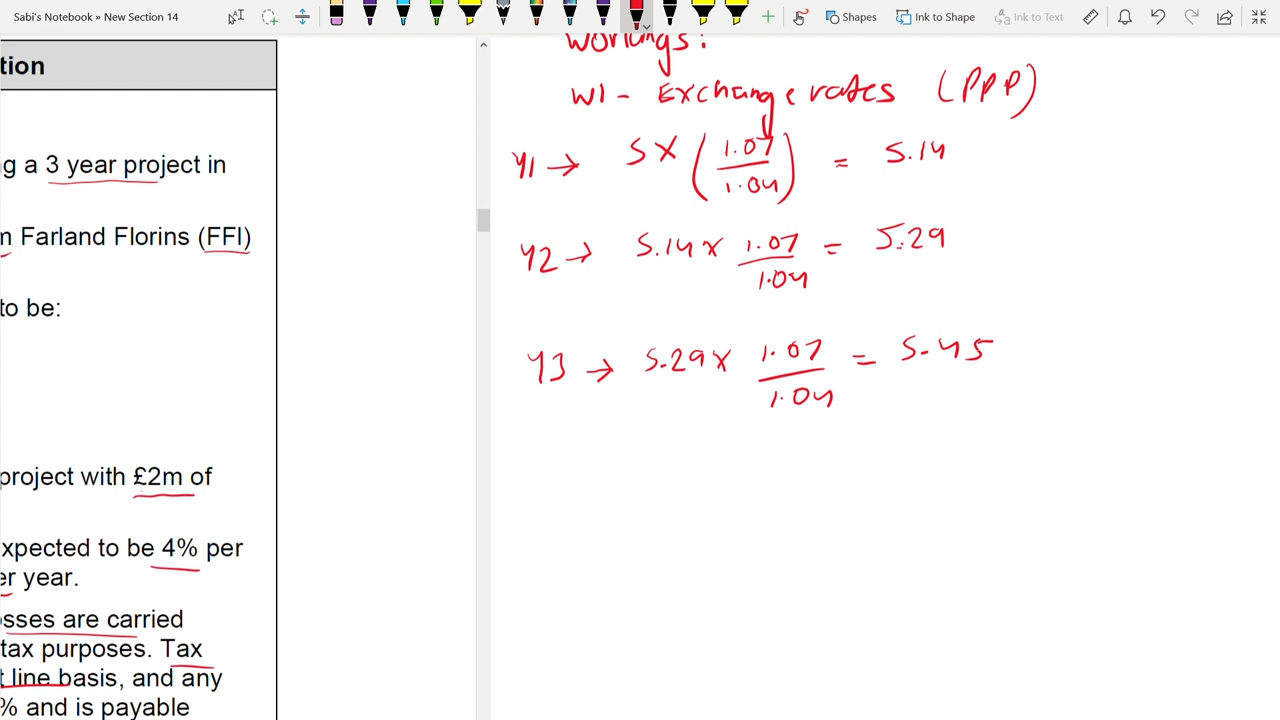 Sabi's Notebook » New Section 14
Shapes
Ink to Shape
Ink to Text
tion
g a 3 year project in
m Farland Florins (FFI)
to be:
project with £2m of
xpected to be 4% per
er year.
sses are carried
tax purposes. Tax
t line basis, and any
% and is payable
Workings:
W1 - Exchange rates (PPP)
Y1 → 5 X (1.07/1.04) = 5.14
Y2 → 5.14 x 1.07/1.04 = 5.29
Y3 → 5.29 x 1.07/1.04 = 5.45